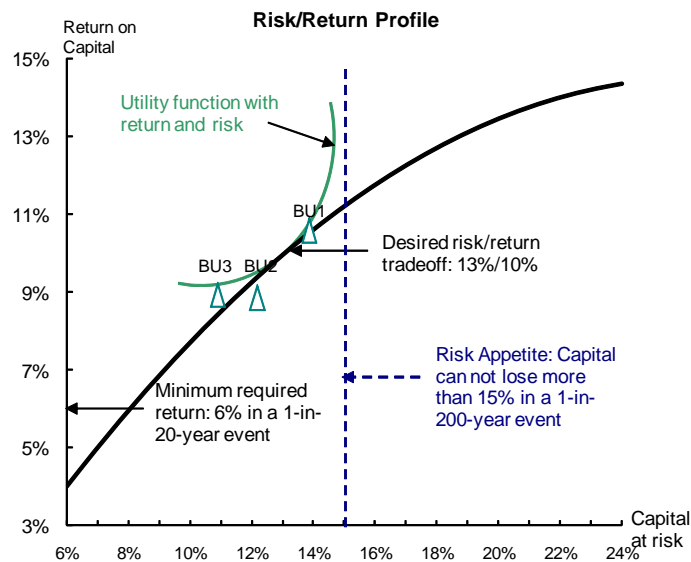 Risk/Return Profile
Return on
Capital
15%
13%
11%
9%
7%
5%
3%
Utility function with
return and risk
BU1
BU3
BU2
Desired risk/return
tradeoff: 13%/10%
Minimum required
return: 6% in a 1-in-
20-year event
Risk Appetite: Capital
can not lose more
than 15% in a 1-in-
200-year event
6%
8%
10%
12%
14%
16%
18%
20%
22%
24%
Capital
at risk